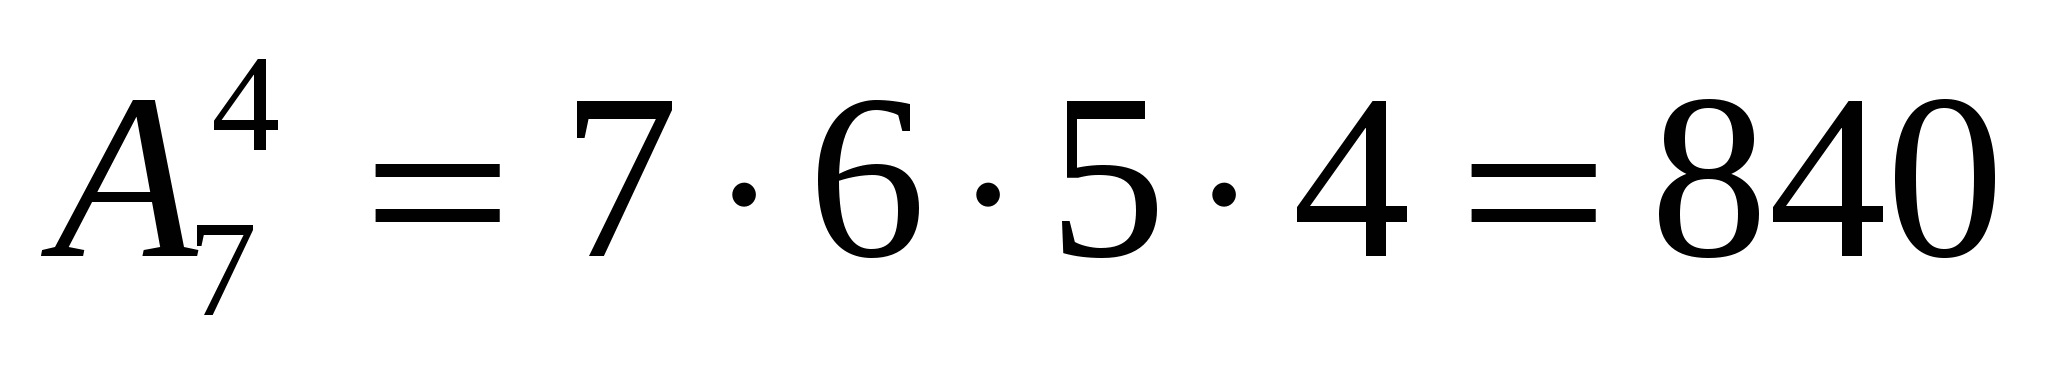 A₇⁴ = 7 · 6 · 5 · 4 = 840